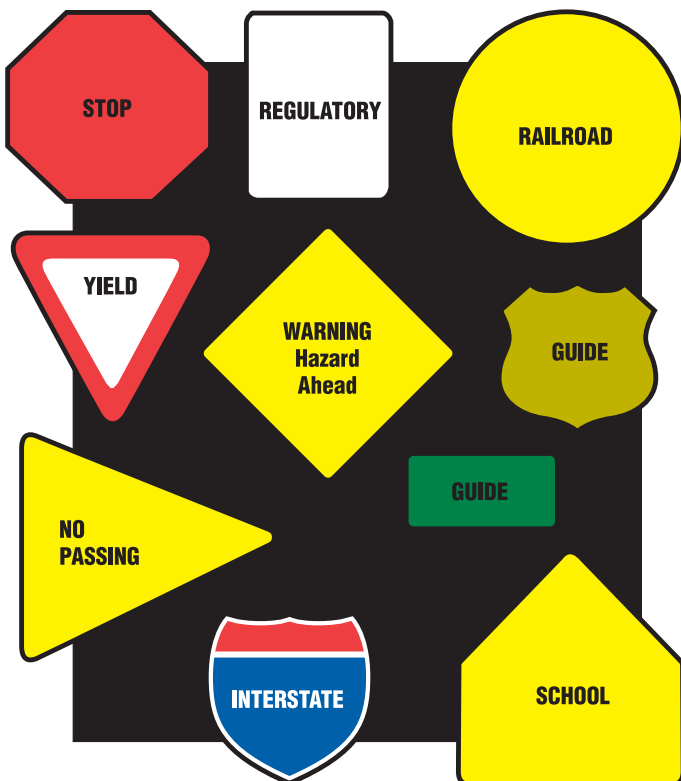 STOP
REGULATORY
RAILROAD
YIELD
WARNING
Hazard
Ahead
GUIDE
GUIDE
NO
PASSING
INTERSTATE
SCHOOL